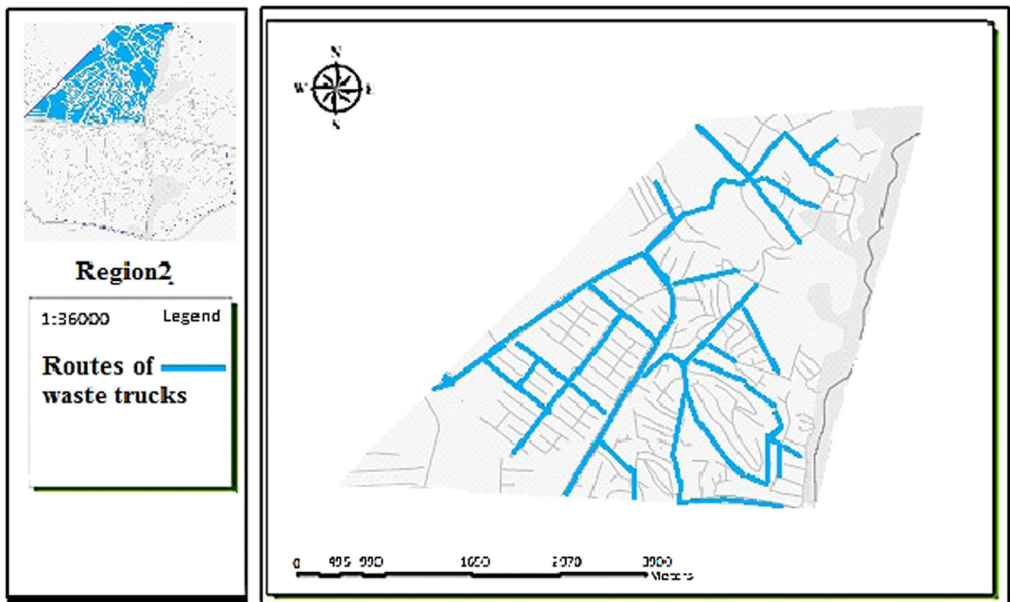 Region2
1:36000 Legend
Routes of
waste trucks
N
W E
S
0 495 990 1650 2970 3900
Meters